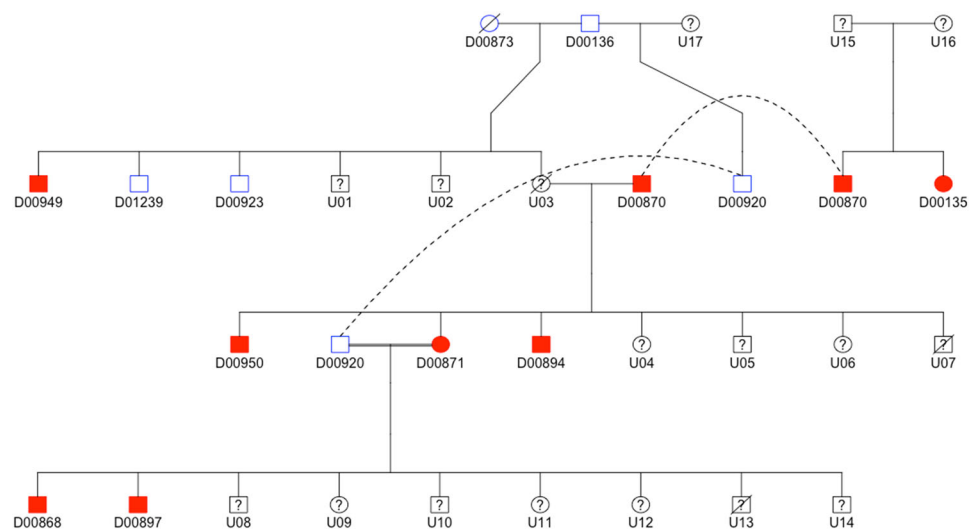 ? ? ?
D00873 D00136 U17 U15 U16
? ? ?
D00949 D01239 D00923 U01 U02 U03 D00870 D00920 D00870 D00135
? ? ? ?
D00950 D00920 D00871 D00894 U04 U05 U06 U07
? ? ? ? ? ? ?
D00868 D00897 U08 U09 U10 U11 U12 U13 U14